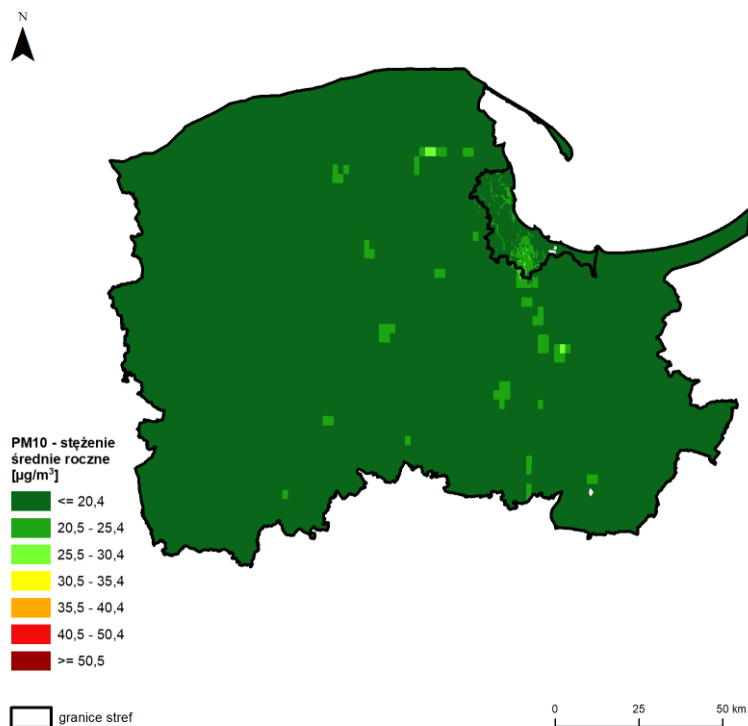 N
PM10 - stężenie
średnie roczne
[µg/m³]
<= 20,4
20,5 - 25,4
25,5 - 30,4
30,5 - 35,4
35,5 - 40,4
40,5 - 50,4
>= 50,5
granice stref
0 25 50 km